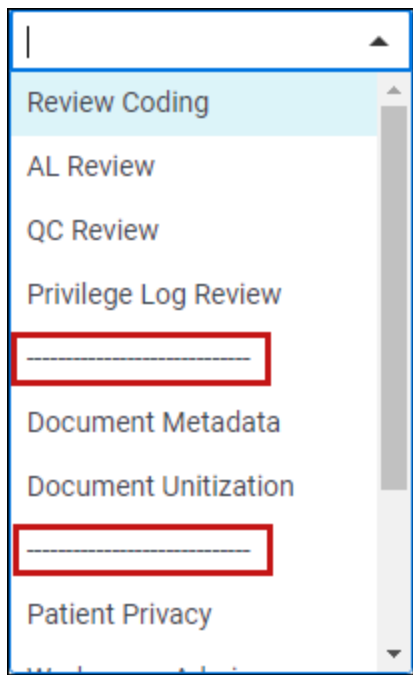 Review Coding
AL Review
QC Review
Privilege Log Review
------------------------------
Document Metadata
Document Unitization
------------------------------
Patient Privacy